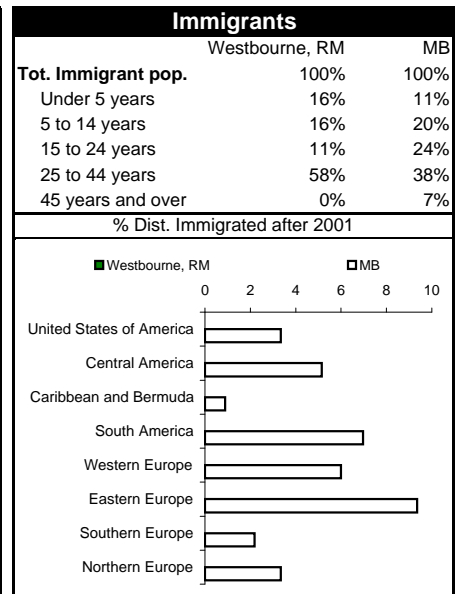 Immigrants
Westbourne, RM MB
Tot. Immigrant pop. 100% 100%
Under 5 years 16% 11%
5 to 14 years 16% 20%
15 to 24 years 11% 24%
25 to 44 years 58% 38%
45 years and over 0% 7%
% Dist. Immigrated after 2001
Westbourne, RM MB
0 2 4 6 8 10
United States of America
Central America
Caribbean and Bermuda
South America
Western Europe
Eastern Europe
Southern Europe
Northern Europe